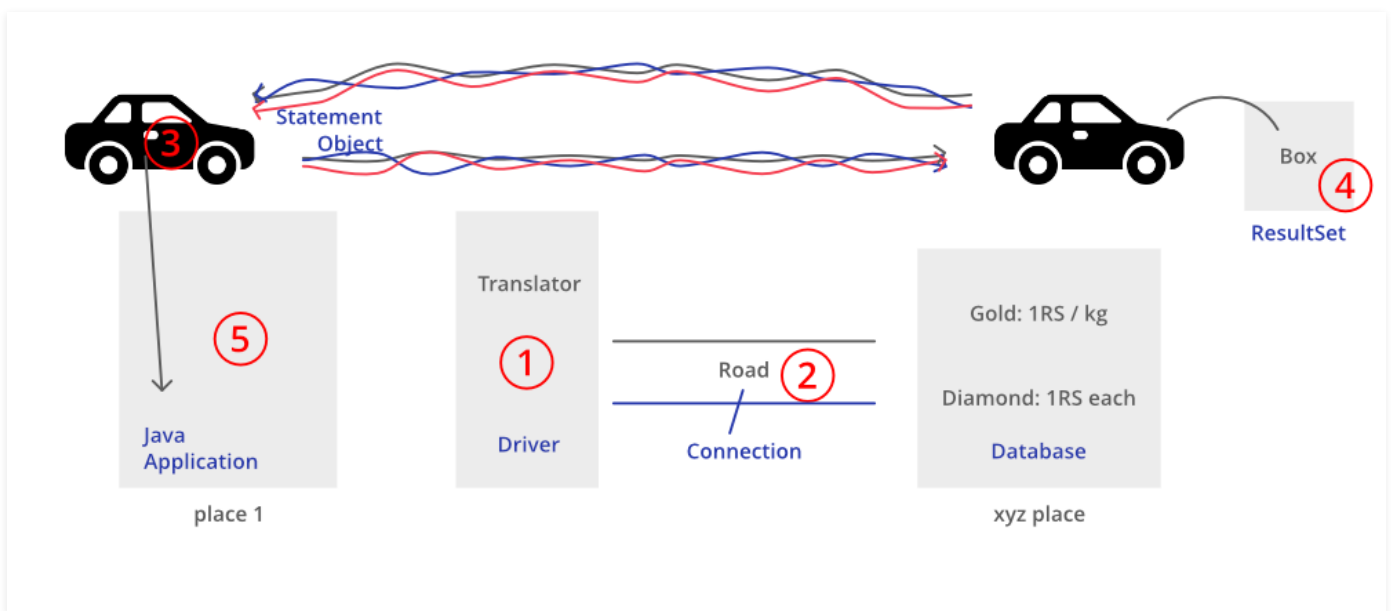 Statement
Object
3
Box
4
ResultSet
Translator
Gold: 1RS / kg
5
1
Road
2
Diamond: 1RS each
Java
Application
Driver
Connection
Database
place 1
xyz place